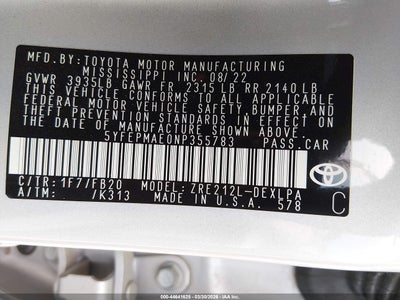 MFD.BY:TOYOTA MOTOR MANUFACTURING
MISSISSIPPI INC.08/22
GVWR 3935LB GAWR FR 2315 LB RR 2140 LB
THIS VEHICLE CONFORMS TO ALL APPLICABLE
FEDERAL MOTOR VEHICLE SAFETY,BUMPER, AND
THEFT PREVENTION STANDARDS IN EFFECT ON
THE DATE OF MANUFACTURE SHOWN ABOVE.
5YFEPMAE0NP355783 PASS.CAR
C/TR: 1F7/FB20 MODEL: ZRE212L-DEXLPA
A/TM: /K313 MADE IN U.S.A. 578
TOYOTA
C
000-44641625 - 03/30/2026 - IAA Inc.